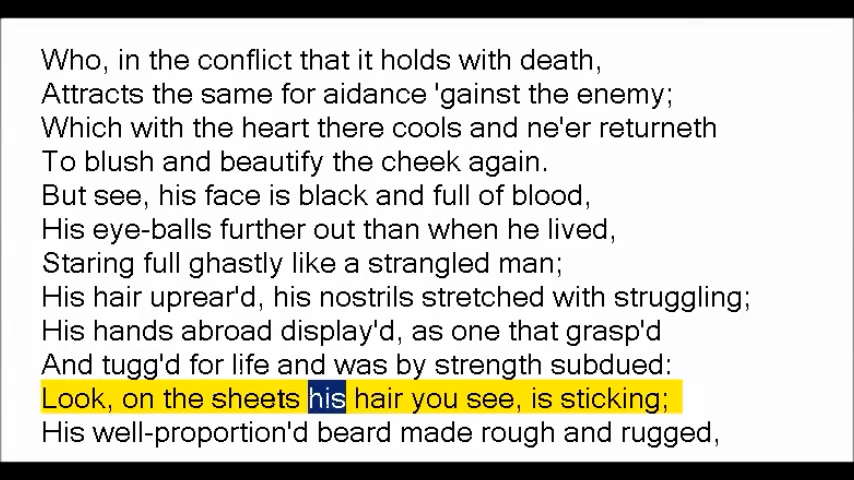 Who, in the conflict that it holds with death,
Attracts the same for aidance 'gainst the enemy;
Which with the heart there cools and ne'er returneth
To blush and beautify the cheek again.
But see, his face is black and full of blood,
His eye-balls further out than when he lived,
Staring full ghastly like a strangled man;
His hair uprear'd, his nostrils stretched with struggling;
His hands abroad display'd, as one that grasp'd
And tugg'd for life and was by strength subdued:
Look, on the sheets his hair you see, is sticking;
His well-proportion'd beard made rough and rugged,